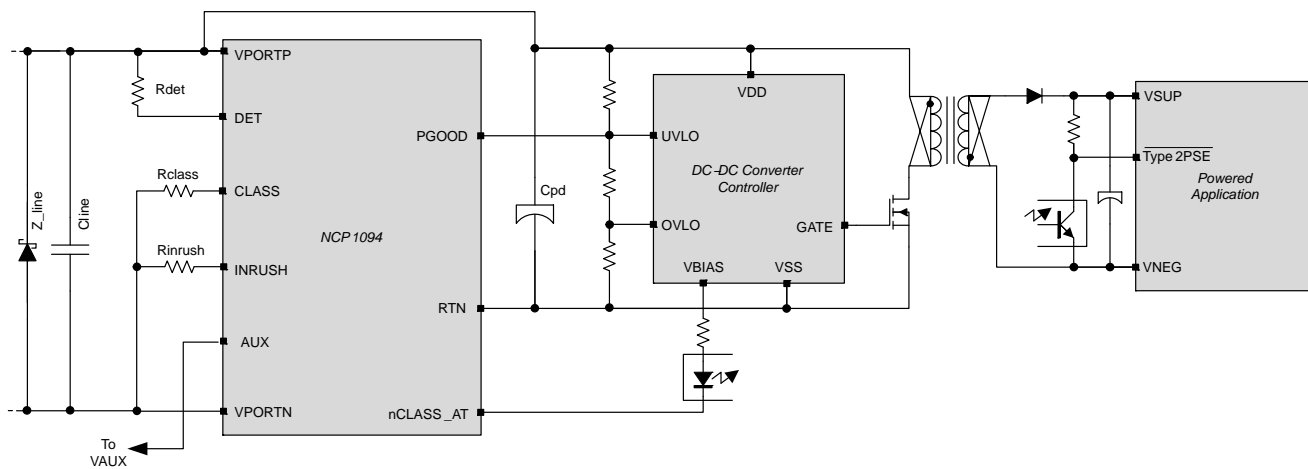 VPORTP
Rdet
DET
PGOOD
Rclass
CLASS
NCP1094
Z_line
Cline
Rinrush
INRUSH
RTN
AUX
nCLASS_AT
VPORTN
To
VAUX
Cpd
VDD
UVLO
DC-DC Converter
Controller
OVLO
GATE
VBIAS
VSS
VSUP
Type 2PSE
Powered
Application
VNEG